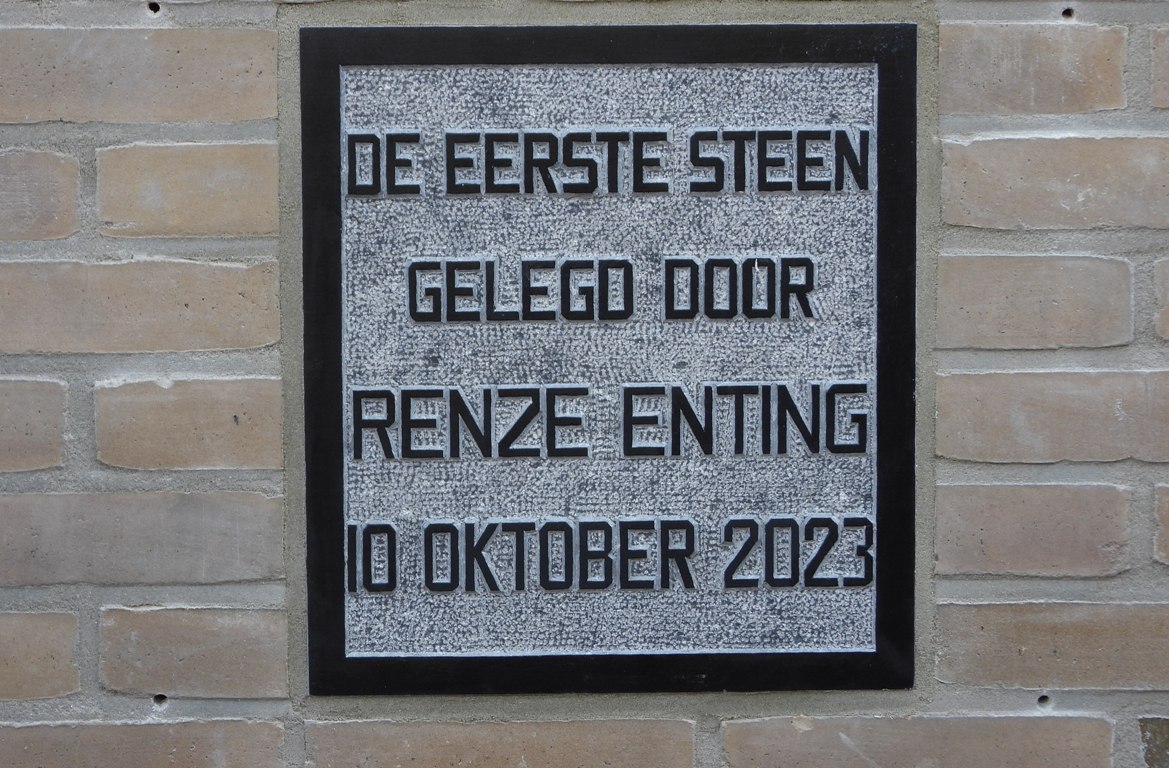 DE EERSTE STEEN
GELEGD DOOR
RENZE ENTING
10 OKTOBER 2023